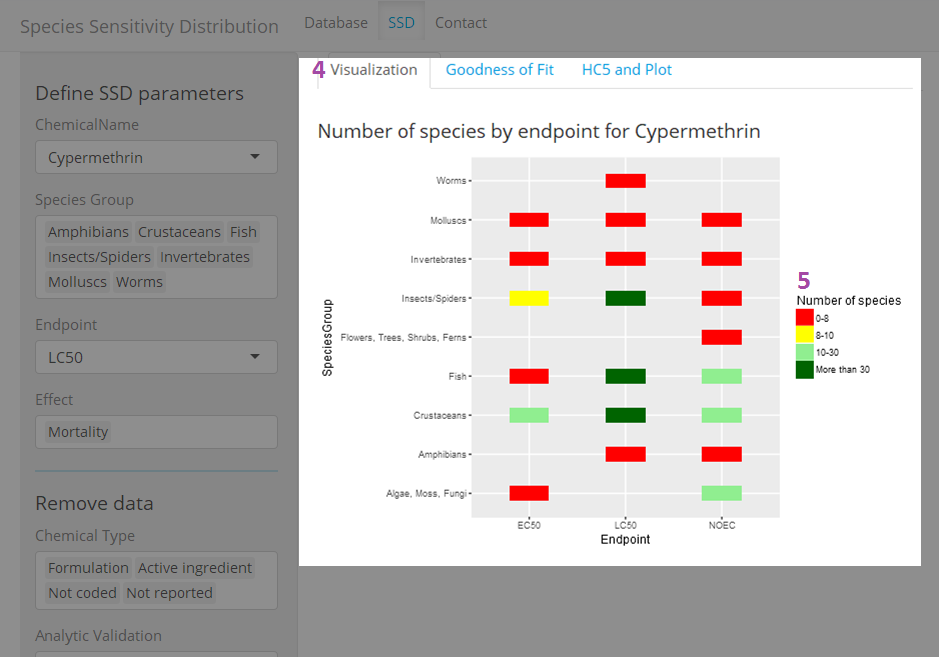 Species Sensitivity Distribution Database SSD Contact
Define SSD parameters
ChemicalName
Cypermethrin
Species Group
Amphibians Crustaceans Fish
Insects/Spiders Invertebrates
Molluscs Worms
Endpoint
LC50
Effect
Mortality
Remove data
Chemical Type
Formulation Active ingredient
Not coded Not reported
Analytic Validation
4 Visualization Goodness of Fit HC5 and Plot
Number of species by endpoint for Cypermethrin
SpeciesGroup
Worms
Molluscs
Invertebrates
Insects/Spiders
Flowers, Trees, Shrubs, Ferns
Fish
Crustaceans
Amphibians
Algae, Moss, Fungi
EC50 LC50 NOEC
Endpoint
5
Number of species
0-8
8-10
10-30
More than 30